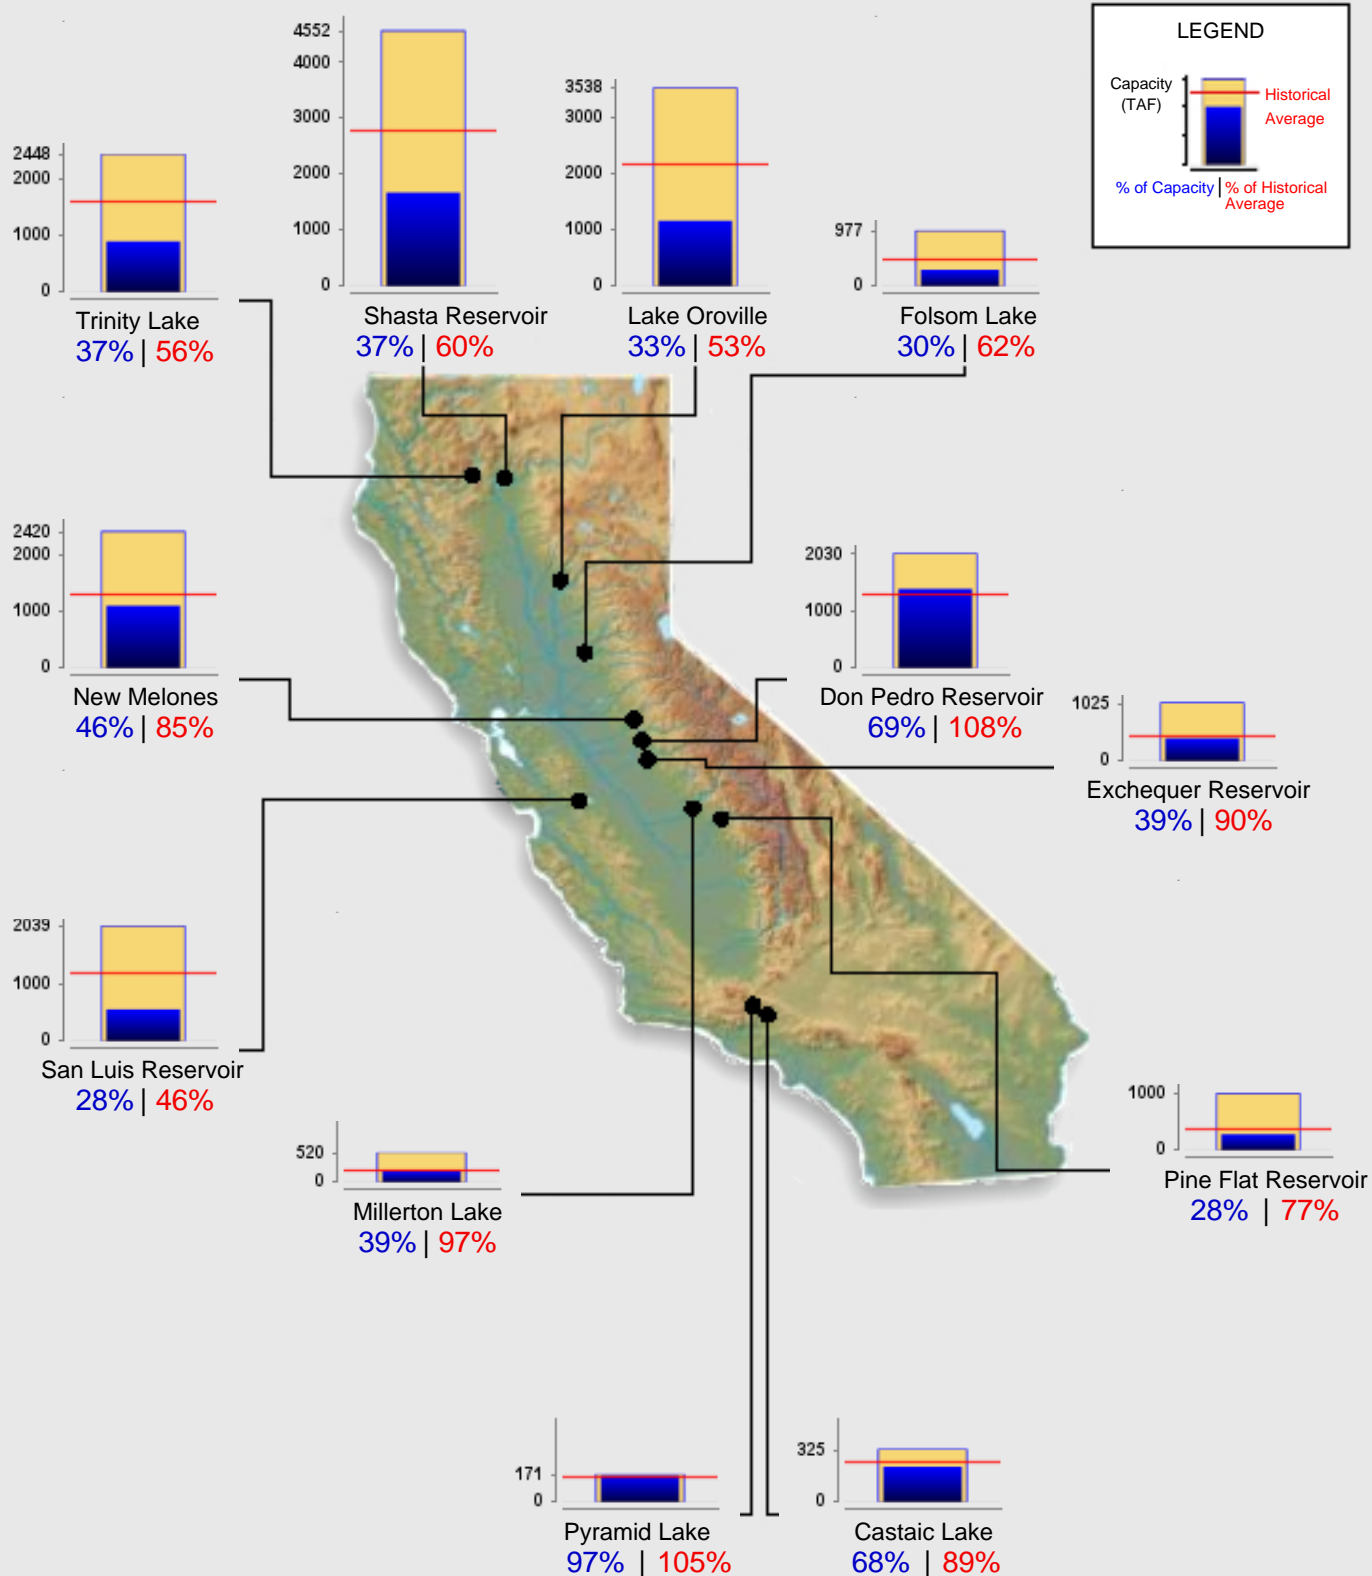 LEGEND
Capacity
(TAF)
Historical
Average
% of Capacity | % of Historical
Average
2448
2000
1000
0
Trinity Lake
37% | 56%
4552
4000
3000
2000
1000
0
Shasta Reservoir
37% | 60%
3538
3000
2000
1000
0
Lake Oroville
33% | 53%
977
0
Folsom Lake
30% | 62%
2420
2000
1000
0
New Melones
46% | 85%
2030
1000
0
Don Pedro Reservoir
69% | 108%
1025
0
Exchequer Reservoir
39% | 90%
2039
1000
0
San Luis Reservoir
28% | 46%
520
0
Millerton Lake
39% | 97%
1000
0
Pine Flat Reservoir
28% | 77%
171
0
Pyramid Lake
97% | 105%
325
0
Castaic Lake
68% | 89%